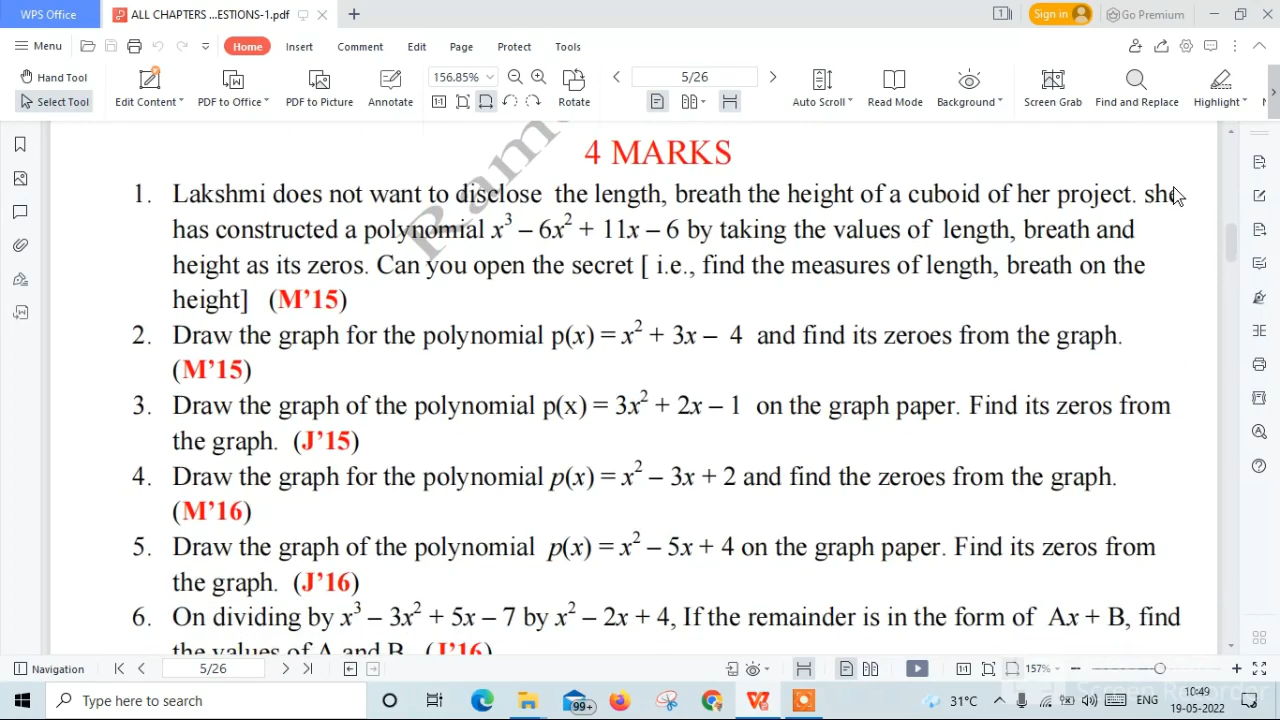 WPS Office
ALL CHAPTERS ...ESTIONS-1.pdf
Sign in
Go Premium
Menu
Home
Insert
Comment
Edit
Page
Protect
Tools
Hand Tool
Select Tool
Edit Content
PDF to Office
PDF to Picture
Annotate
156.85%
Rotate
5/26
Auto Scroll
Read Mode
Background
Screen Grab
Find and Replace
Highlight
4 MARKS
1. Lakshmi does not want to disclose the length, breath the height of a cuboid of her project. she
has constructed a polynomial x³ – 6x² + 11x – 6 by taking the values of length, breath and
height as its zeros. Can you open the secret [ i.e., find the measures of length, breath on the
height] (M’15)
2. Draw the graph for the polynomial p(x) = x² + 3x – 4 and find its zeroes from the graph.
(M’15)
3. Draw the graph of the polynomial p(x) = 3x² + 2x – 1 on the graph paper. Find its zeros from
the graph. (J’15)
4. Draw the graph for the polynomial p(x) = x² – 3x + 2 and find the zeroes from the graph.
(M’16)
5. Draw the graph of the polynomial p(x) = x² – 5x + 4 on the graph paper. Find its zeros from
the graph. (J’16)
6. On dividing by x³ – 3x² + 5x – 7 by x² – 2x + 4, If the remainder is in the form of Ax + B, find
the values of A and B. (J’16)
Navigation
5/26
157%
Type here to search
99+
31°C
ENG
10:49
19-05-2022